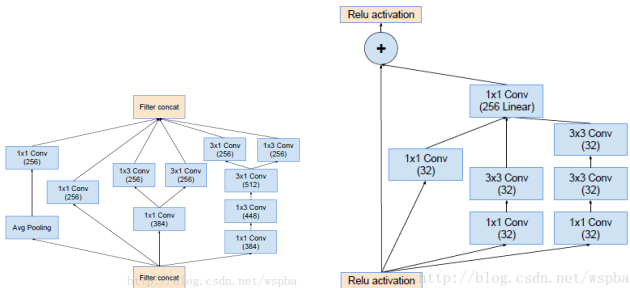 Filter concat
1x1 Conv
(256)
3x1 Conv
(256)
1x3 Conv
(256)
1x3 Conv
(256)
3x1 Conv
(256)
3x1 Conv
(512)
1x1 Conv
(256)
1x3 Conv
(448)
Avg Pooling
1x1 Conv
(384)
1x1 Conv
(384)
Filter concat
http://blog.csdn.net/wspba
Relu activation
+
1x1 Conv
(256 Linear)
3x3 Conv
(32)
1x1 Conv
(32)
3x3 Conv
(32)
3x3 Conv
(32)
1x1 Conv
(32)
1x1 Conv
(32)
Relu activation
http://blog.csdn.net/wspba